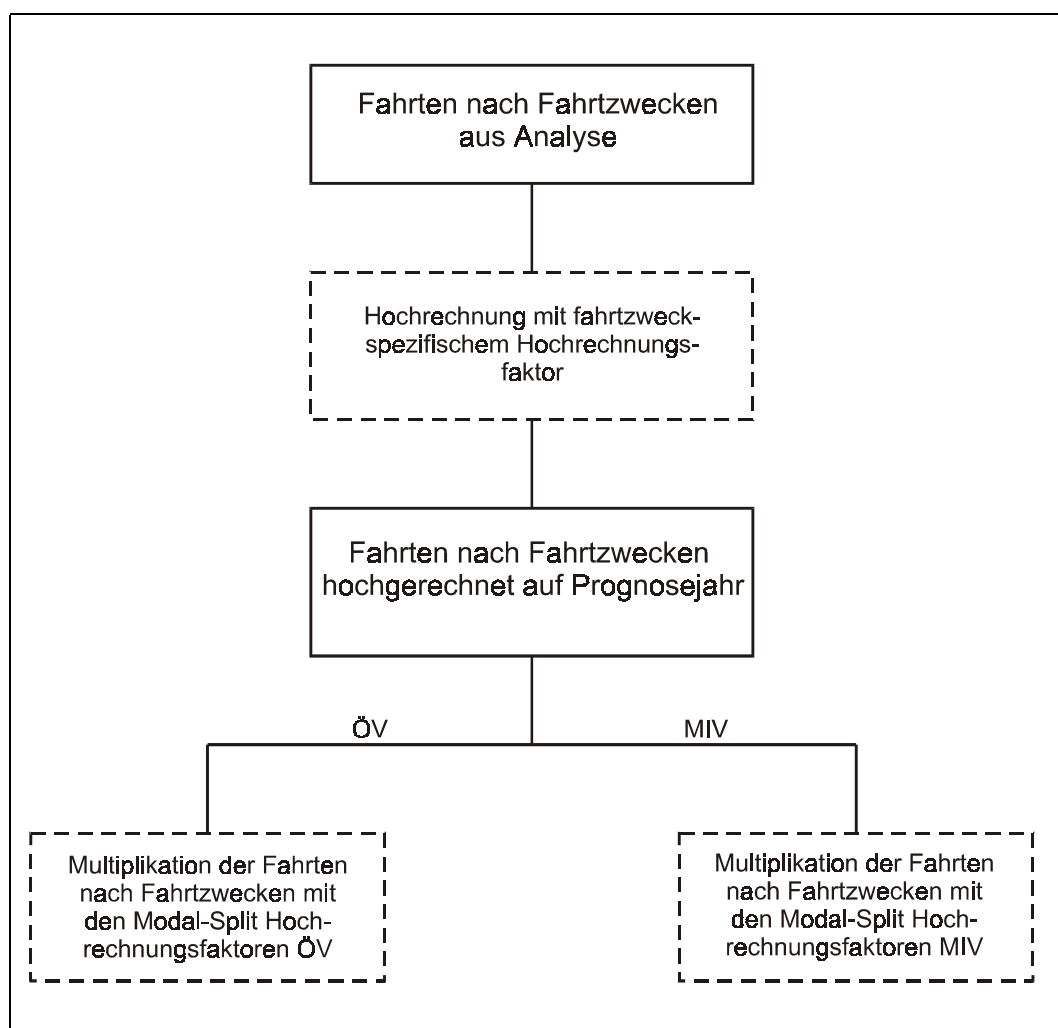 Fahrten nach Fahrtzwecken
aus Analyse
Hochrechnung mit fahrtzweck-
spezifischem Hochrechnungs-
faktor
Fahrten nach Fahrtzwecken
hochgerechnet auf Prognosejahr
ÖV
MIV
Multiplikation der Fahrten
nach Fahrtzwecken mit
den Modal-Split Hoch-
rechnungsfaktoren ÖV
Multiplikation der Fahrten
nach Fahrtzwecken mit
den Modal-Split Hoch-
rechnungsfaktoren MIV